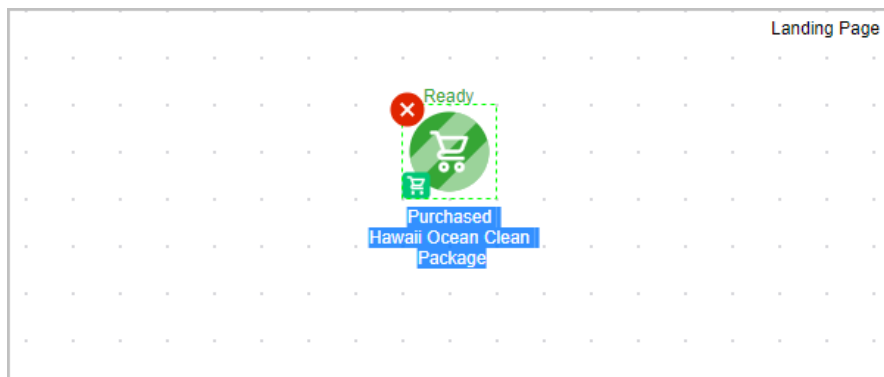 Landing Page
Ready
Purchased
Hawaii Ocean Clean
Package